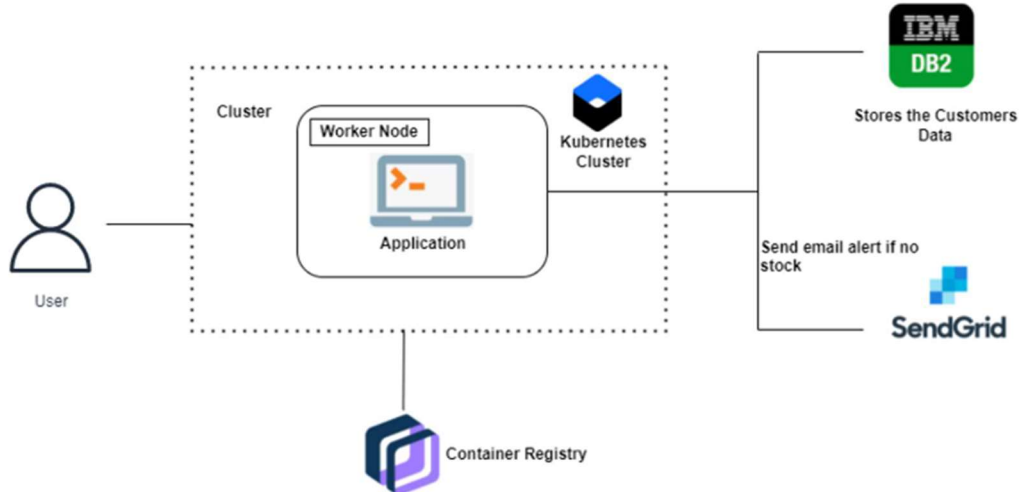 IBM
DB2
Stores the Customers
Data
Cluster
Worker Node
Kubernetes
Cluster
Application
User
Send email alert if no
stock
SendGrid
Container Registry